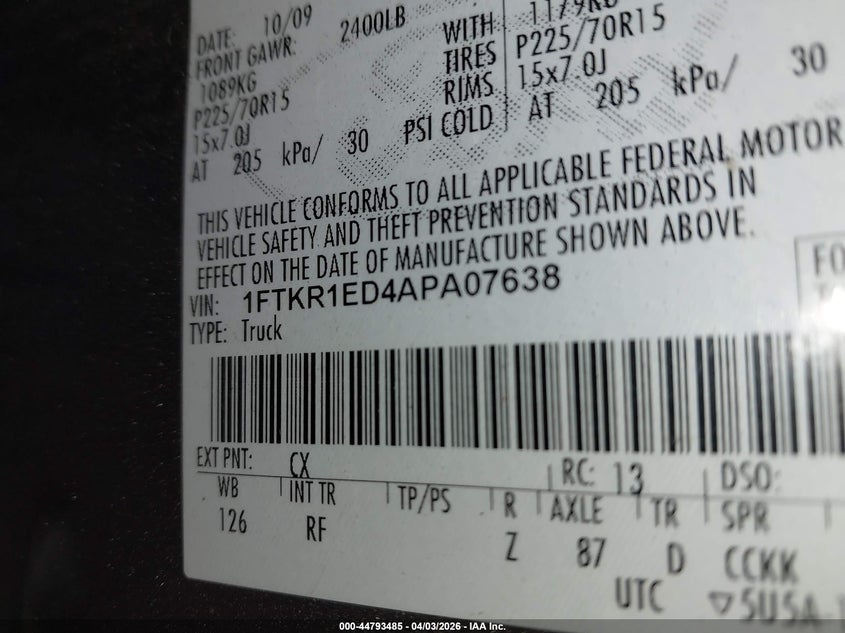 DATE: 10/09
FRONT GAWR: 2400LB
1089KG
P225/70R15
15x7.0J
AT 205 kPa/ 30 PSI COLD
WITH 1179KG
TIRES P225/70R15
RIMS 15x7.0J
AT 205 kPa/ 30
THIS VEHICLE CONFORMS TO ALL APPLICABLE FEDERAL MOTOR
VEHICLE SAFETY AND THEFT PREVENTION STANDARDS IN
EFFECT ON THE DATE OF MANUFACTURE SHOWN ABOVE.
VIN: 1FTKR1ED4APA07638
TYPE: Truck
EXT PNT: CX RC: 13 DSO:
WB INT TR TP/PS R AXLE TR SPR
126 RF Z 87 D CCKK
UTC ▽5USA
000-44793485 - 04/03/2026 - IAA Inc.